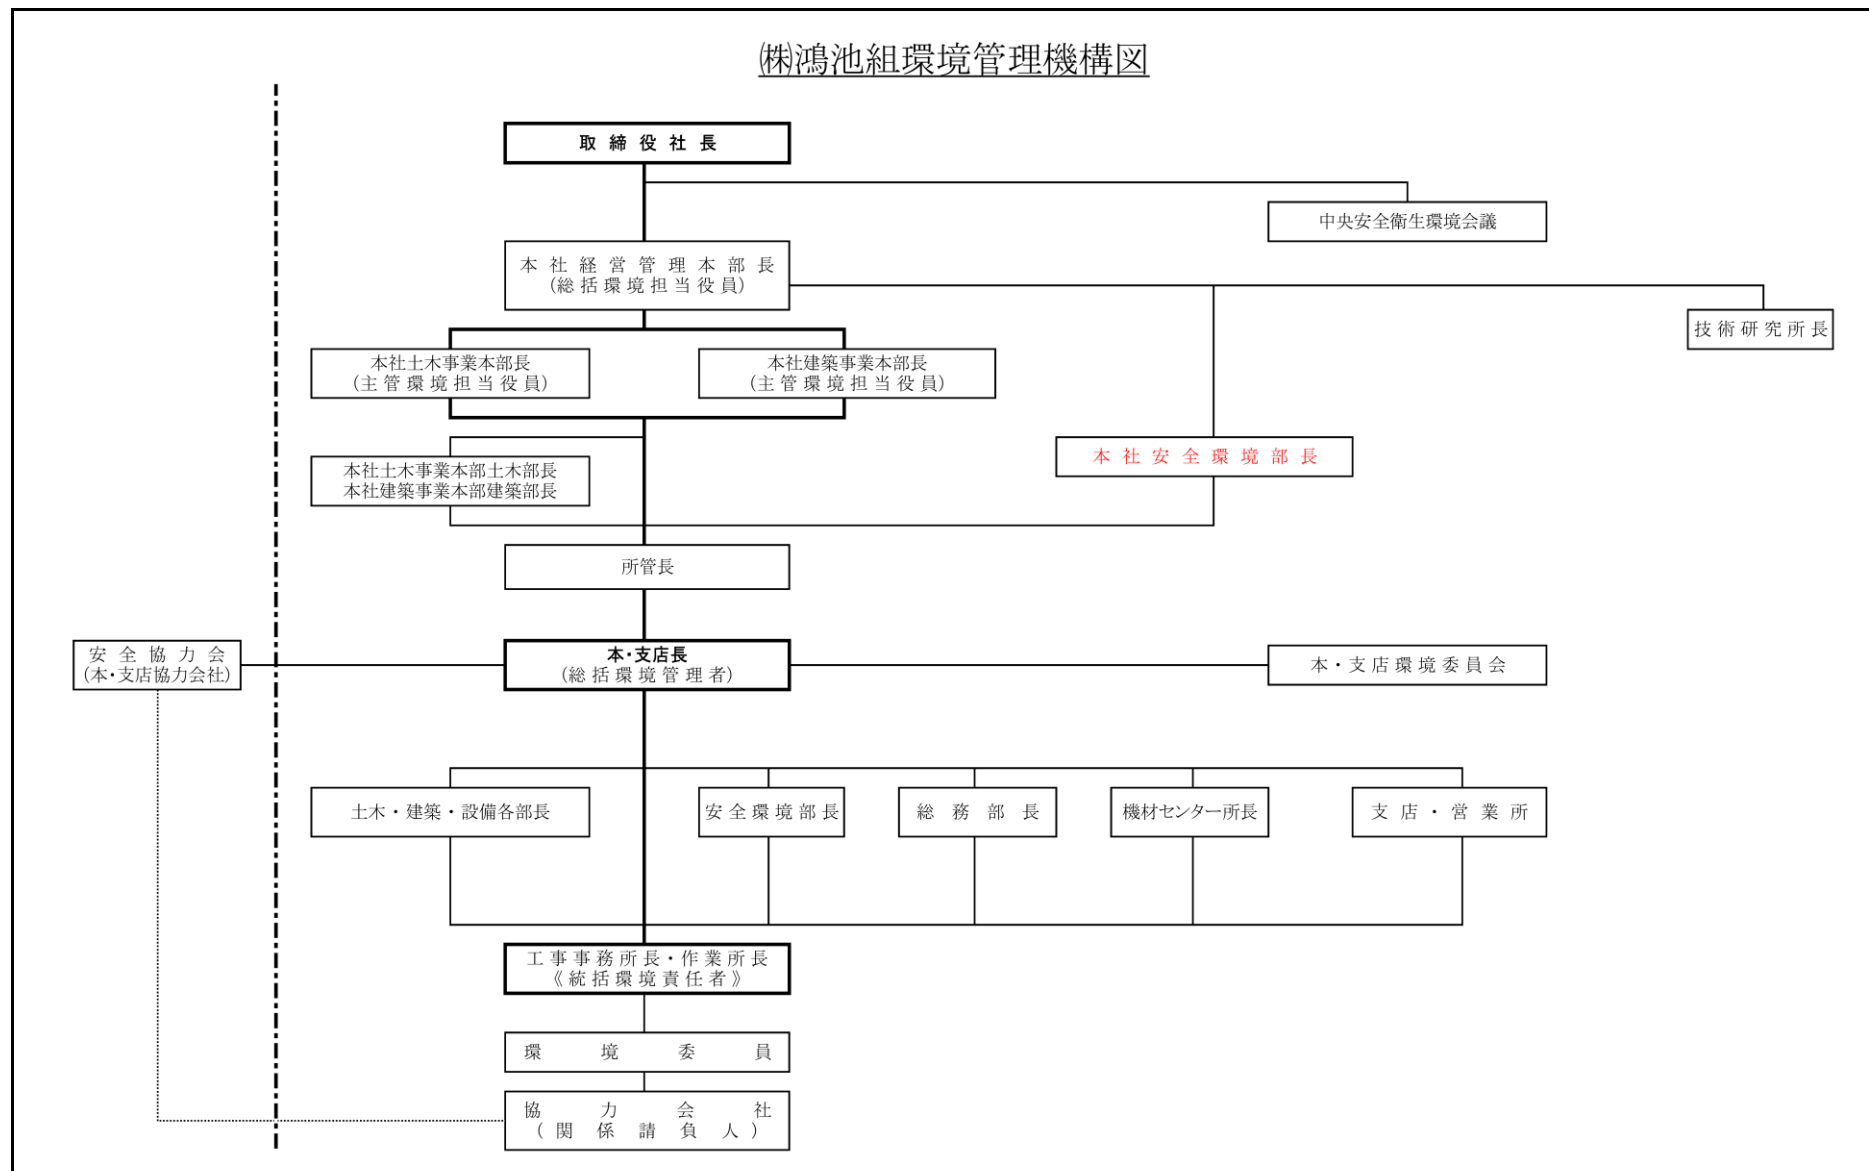 ㈱鴻池組環境管理機構図
取締役社長
中央安全衛生環境会議
本社経営管理本部長
(総括環境担当役員)
技術研究所長
本社土木事業本部長
(主管環境担当役員)
本社建築事業本部長
(主管環境担当役員)
本社安全環境部長
本社土木事業本部土木部長
本社建築事業本部建築部長
所管長
安全協力会
(本・支店協力会社)
本・支店長
(総括環境管理者)
本・支店環境委員会
土木・建築・設備各部長
安全環境部長
総務部長
機材センター所長
支店・営業所
工事事務所長・作業所長
《統括環境責任者》
環境委員
協力会社
(関係請負人)